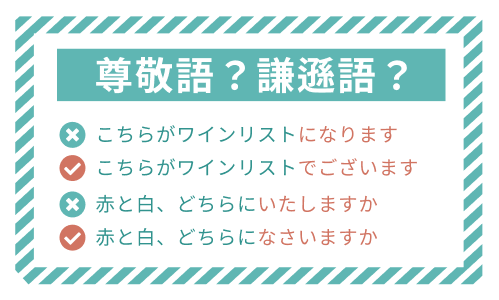 尊敬語？謙遜語？
こちらがワインリストになります
こちらがワインリストでございます
赤と白、どちらにいたしますか
赤と白、どちらになさいますか